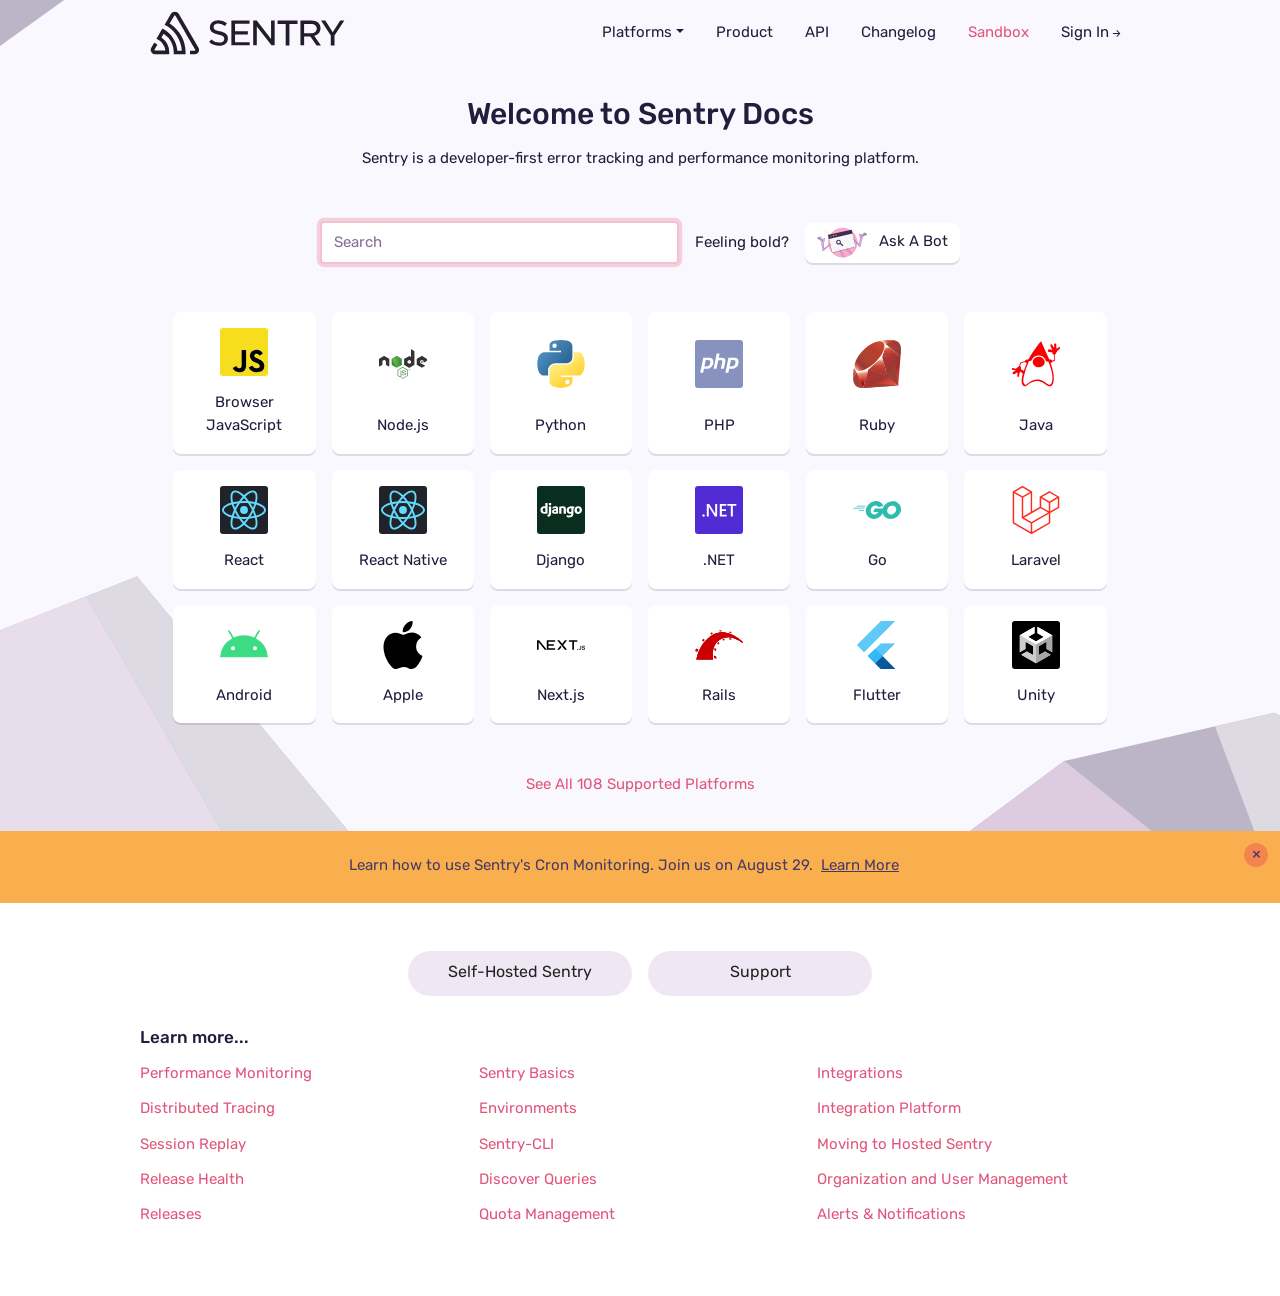 SENTRY
Platforms Product API Changelog Sandbox Sign In →
Welcome to Sentry Docs
Sentry is a developer-first error tracking and performance monitoring platform.
Search
Feeling bold?
Ask A Bot
JS
Browser
JavaScript
node
JS
Node.js
Python
php
PHP
Ruby
Java
React
React Native
django
Django
.NET
.NET
GO
Go
Laravel
Android
Apple
NEXT.JS
Next.js
Rails
Flutter
Unity
See All 108 Supported Platforms
Learn how to use Sentry's Cron Monitoring. Join us on August 29. Learn More
×
Self-Hosted Sentry
Support
Learn more...
Performance Monitoring
Distributed Tracing
Session Replay
Release Health
Releases
Sentry Basics
Environments
Sentry-CLI
Discover Queries
Quota Management
Integrations
Integration Platform
Moving to Hosted Sentry
Organization and User Management
Alerts & Notifications